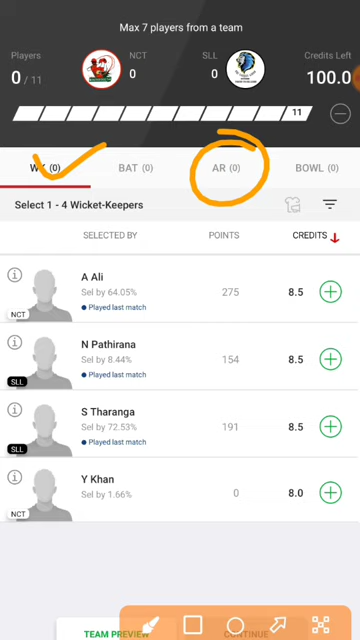 Max 7 players from a team
Players NCT SLL Credits Left
0 / 11 0 0 100.0
11
WK (0) BAT (0) AR (0) BOWL (0)
Select 1 - 4 Wicket-Keepers
SELECTED BY POINTS CREDITS
A Ali
Sel by 64.05% 275 8.5
Played last match
NCT
N Pathirana
Sel by 8.44% 154 8.5
Played last match
SLL
S Tharanga
Sel by 72.53% 191 8.5
Played last match
SLL
Y Khan
Sel by 1.66% 0 8.0
NCT
TEAM PREVIEW CONTINUE